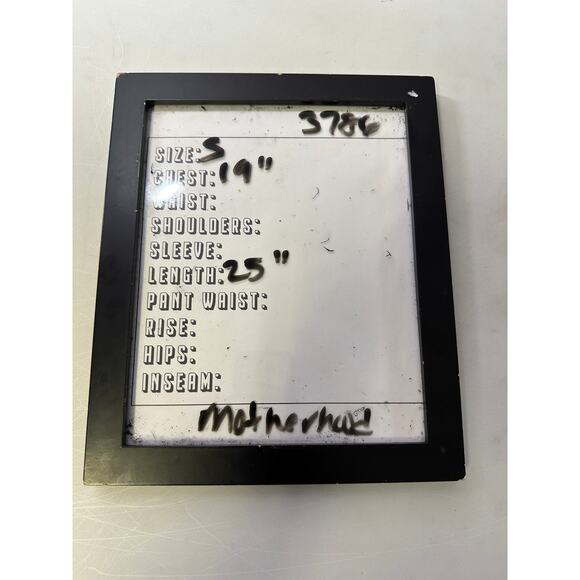 3786
SIZE: S
CHEST: 19"
WAIST:
SHOULDERS:
SLEEVE:
LENGTH: 25"
PANT WAIST:
RISE:
HIPS:
INSEAM:
Motherhood